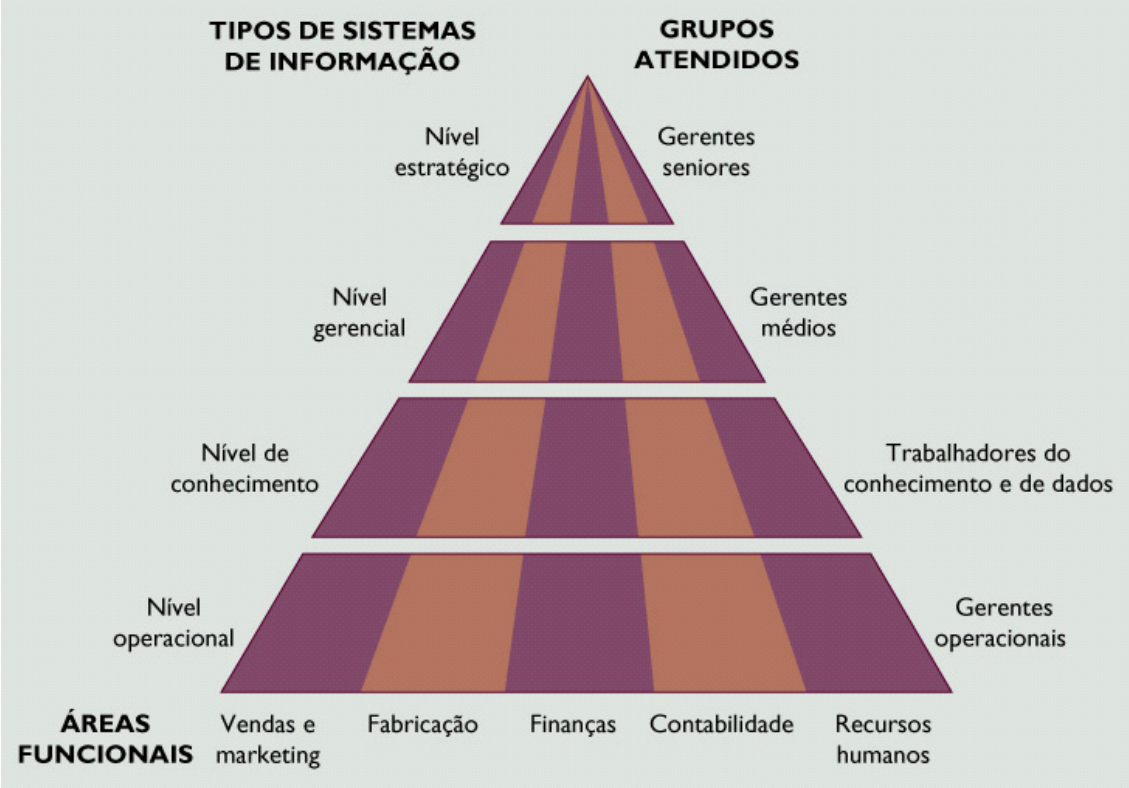 TIPOS DE SISTEMAS
DE INFORMAÇÃO
GRUPOS
ATENDIDOS
Nível
estratégico
Gerentes
seniores
Nível
gerencial
Gerentes
médios
Nível de
conhecimento
Trabalhadores do
conhecimento e de dados
Nível
operacional
Gerentes
operacionais
ÁREAS
FUNCIONAIS
Vendas e
marketing
Fabricação
Finanças
Contabilidade
Recursos
humanos